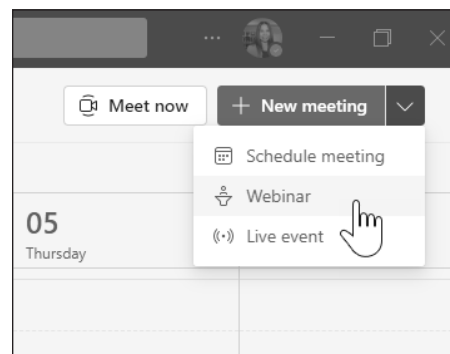 ...
Meet now
+ New meeting
Schedule meeting
Webinar
Live event
05
Thursday